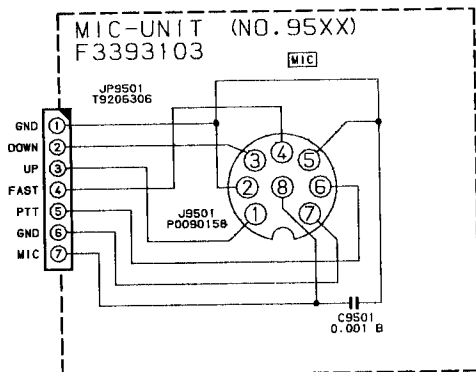 MIC-UNIT (NO.95XX)
F3393103
MIC
JP9501
T9206306
GND 1
DOWN 2
UP 3
FAST 4
PTT 5
GND 6
MIC 7
3 4 5
2 8 6
1 7
J9501
P0090158
C9501
0.001 B